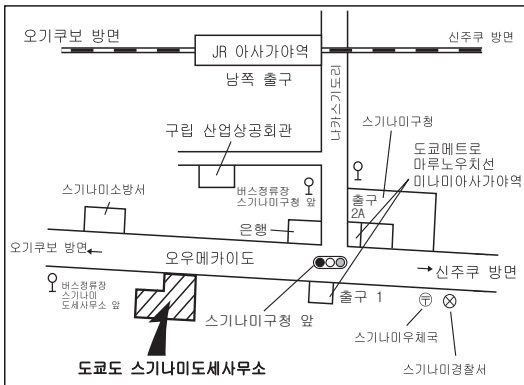 오기쿠보 방면
JR 아사가야역
신주쿠 방면
남쪽 출구
나카스기도리
구립 산업상공회관
스기나미구청
도쿄메트로
마루노우치선
미나미아사가야역
스기나미소방서
버스정류장
스기나미구청 앞
출구
2A
은행
오기쿠보 방면
오우메카이도
신주쿠 방면
버스정류장
스기나미
도세사무소 앞
출구 1
스기나미구청 앞
스기나미우체국
도쿄도 스기나미도세사무소
스기나미경찰서